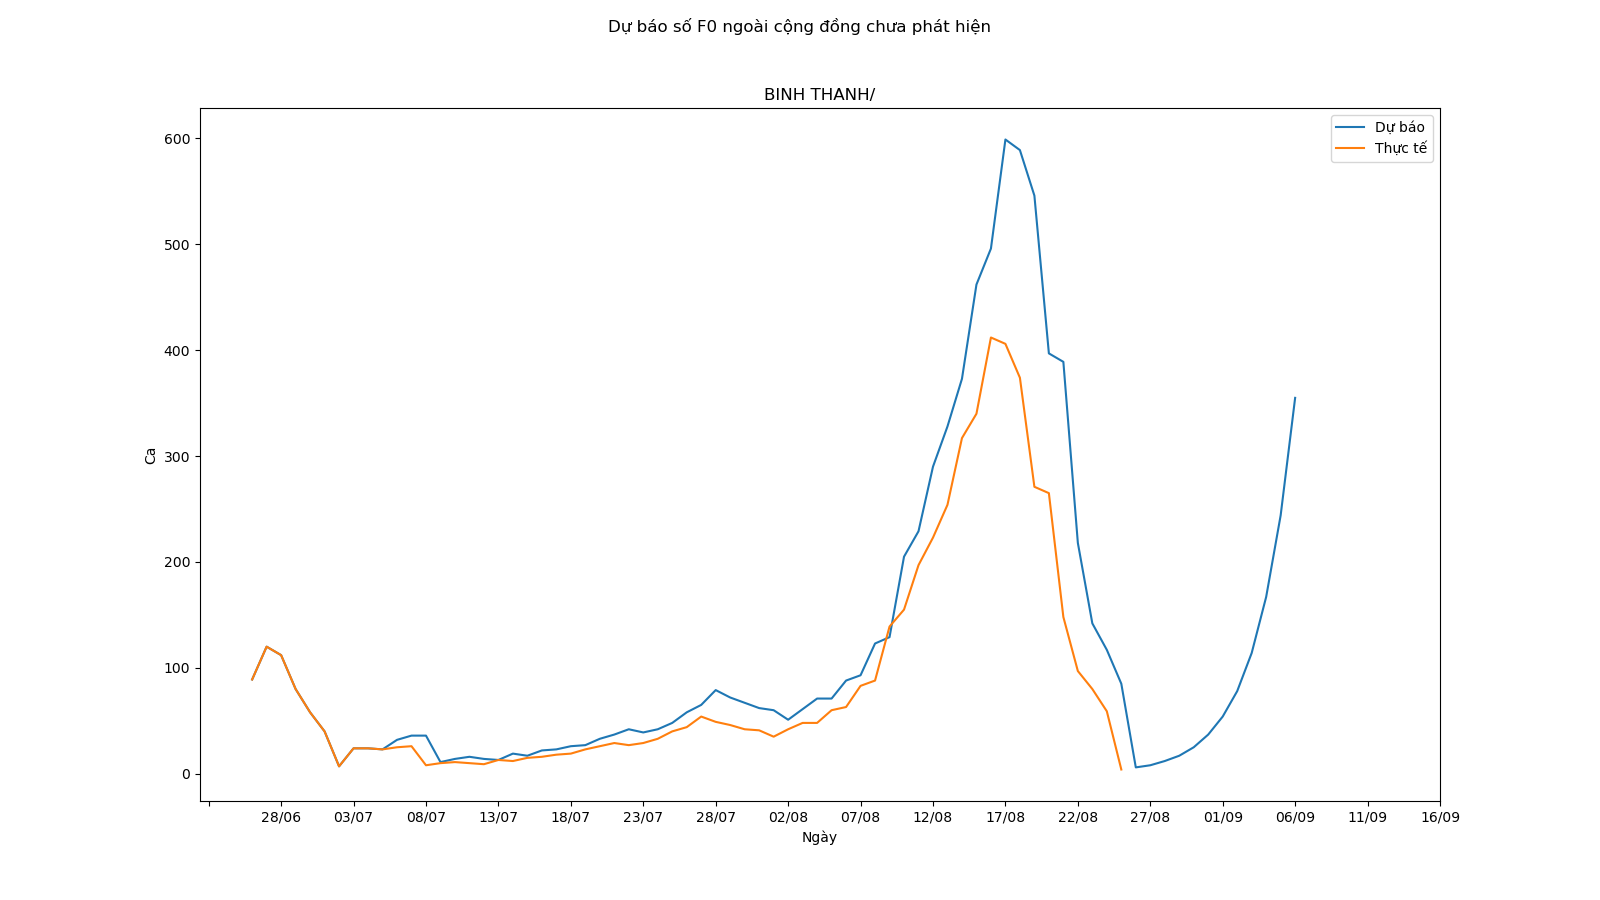 Dự báo số F0 ngoài cộng đồng chưa phát hiện
BINH THANH/
Dự báo
Thực tế
600
500
400
300
200
100
0
Ca
28/06 03/07 08/07 13/07 18/07 23/07 28/07 02/08 07/08 12/08 17/08 22/08 27/08 01/09 06/09 11/09 16/09
Ngày